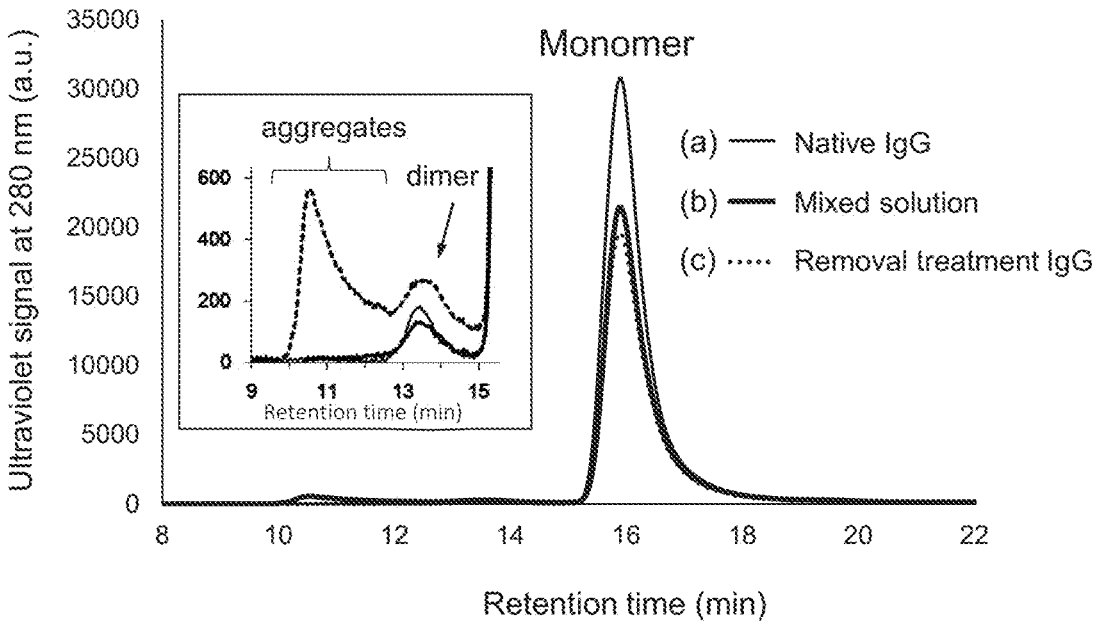 Ultraviolet signal at 280 nm (a.u.)
35000
30000
25000
20000
15000
10000
5000
0
8 10 12 14 16 18 20 22
Retention time (min)
Monomer
(a) Native IgG
(b) Mixed solution
(c) Removal treatment IgG
aggregates
dimer
600
400
200
0
9 11 13 15
Retention time (min)